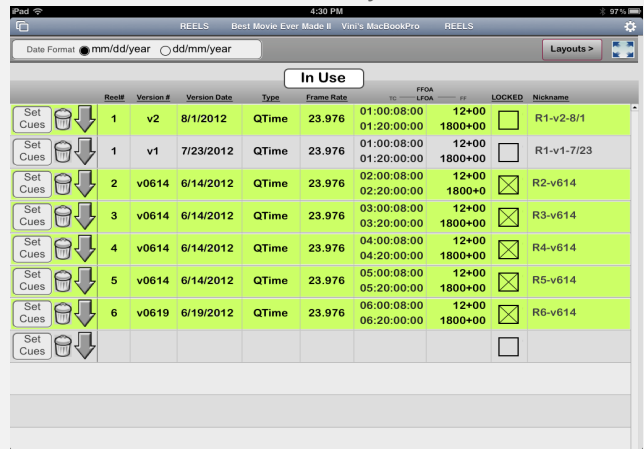 iPad 4:30 PM 97%
REELS Best Movie Ever Made II Vini's MacBookPro REELS
Date Format mm/dd/year dd/mm/year Layouts >
In Use
FFOA
Reel# Version # Version Date Type Frame Rate TC LFOA FF LOCKED Nickname
Set Cues 1 v2 8/1/2012 QTime 23.976 01:00:08:00 12+00 R1-v2-8/1
01:20:00:00 1800+00
Set Cues 1 v1 7/23/2012 QTime 23.976 01:00:08:00 12+00 R1-v1-7/23
01:20:00:00 1800+00
Set Cues 2 v0614 6/14/2012 QTime 23.976 02:00:08:00 12+00 R2-v614
02:20:00:00 1800+0
Set Cues 3 v0614 6/14/2012 QTime 23.976 03:00:08:00 12+00 R3-v614
03:20:00:00 1800+00
Set Cues 4 v0614 6/14/2012 QTime 23.976 04:00:08:00 12+00 R4-v614
04:20:00:00 1800+00
Set Cues 5 v0614 6/14/2012 QTime 23.976 05:00:08:00 12+00 R5-v614
05:20:00:00 1800+00
Set Cues 6 v0619 6/19/2012 QTime 23.976 06:00:08:00 12+00 R6-v614
06:20:00:00 1800+00
Set Cues